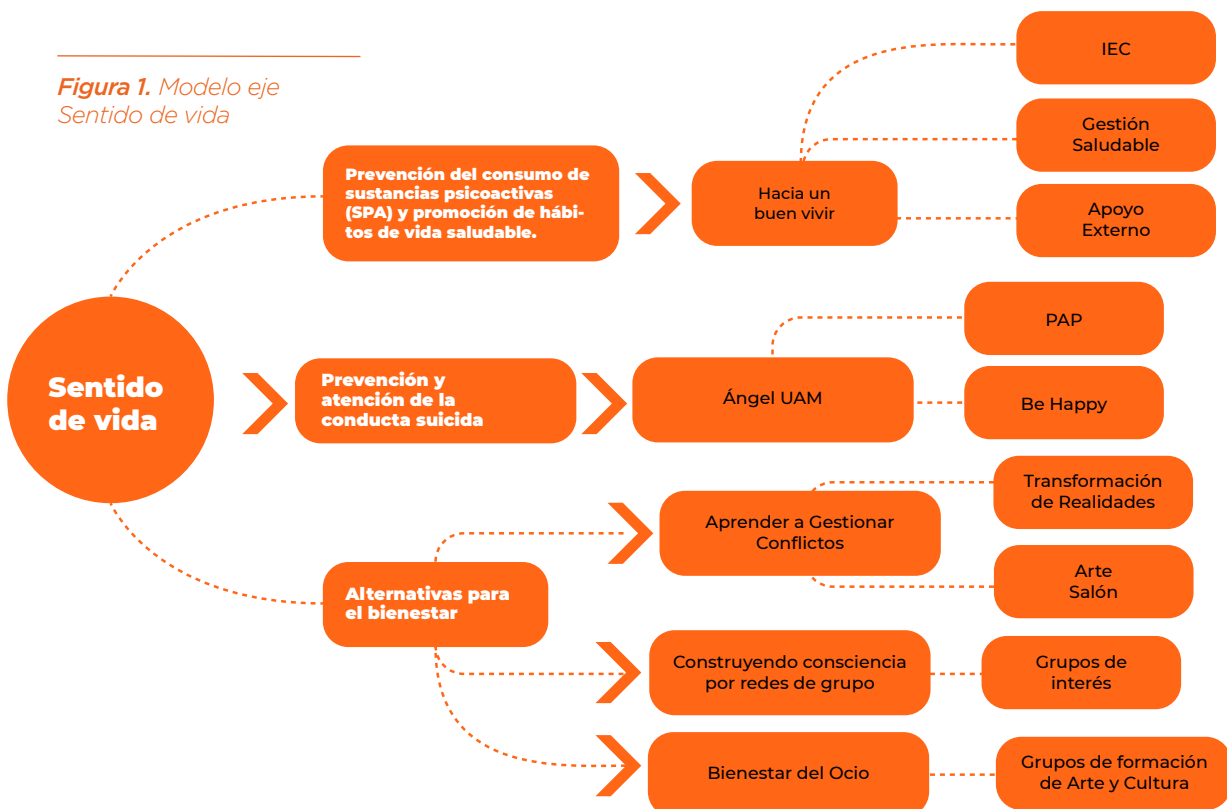 Figura 1. Modelo eje
Sentido de vida
Sentido
de vida
Prevención del consumo de
sustancias psicoactivas
(SPA) y promoción de hábi-
tos de vida saludable.
Hacia un
buen vivir
IEC
Gestión
Saludable
Apoyo
Externo
Prevención y
atención de la
conducta suicida
Ángel UAM
PAP
Be Happy
Alternativas para
el bienestar
Aprender a Gestionar
Conflictos
Transformación
de Realidades
Arte
Salón
Construyendo consciencia
por redes de grupo
Grupos de
interés
Bienestar del Ocio
Grupos de formación
de Arte y Cultura